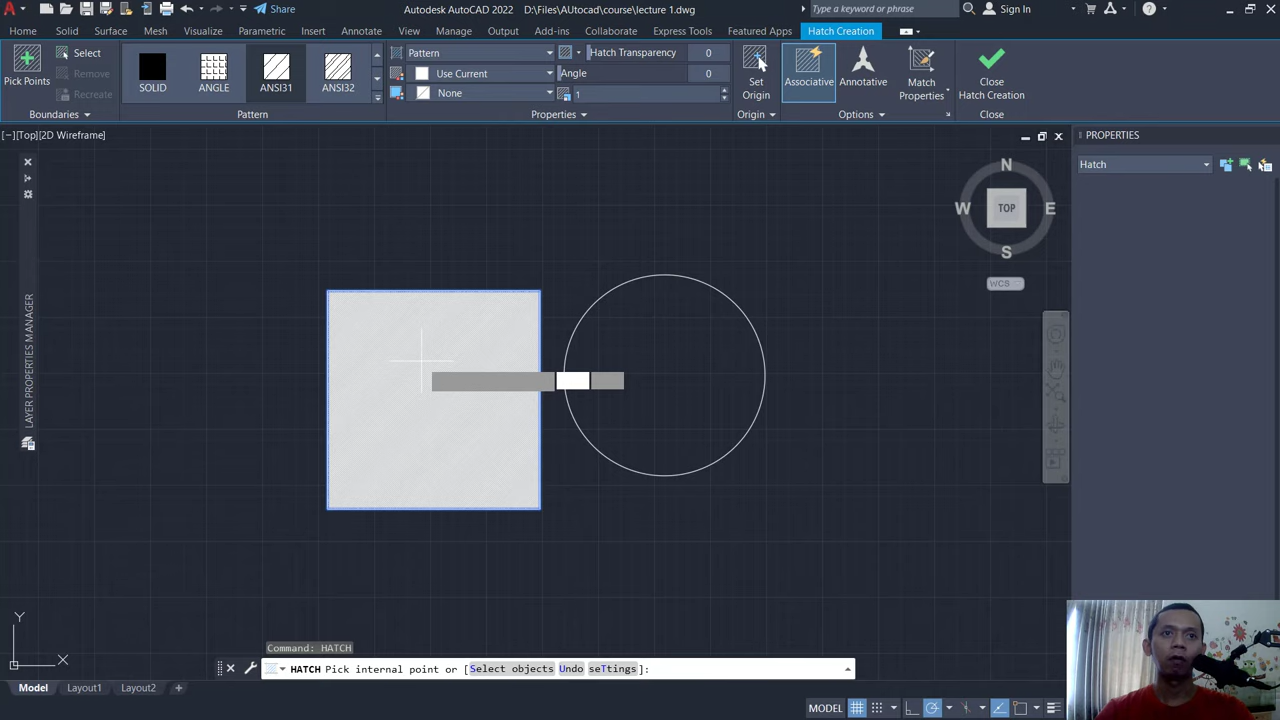 Share
Autodesk AutoCAD 2022 D:\Files\AUtocad\course\lecture 1.dwg
Type a keyword or phrase
Sign In
Home Solid Surface Mesh Visualize Parametric Insert Annotate View Manage Output Add-ins Collaborate Express Tools Featured Apps Hatch Creation
Pick Points
Select
Remove
Recreate
Boundaries
SOLID
ANGLE
ANSI31
ANSI32
Pattern
Pattern
Use Current
None
Hatch Transparency 0
Angle 0
1
Properties
Set
Origin
Origin
Associative
Annotative
Match
Properties
Options
Close
Hatch Creation
Close
[−][Top][2D Wireframe]
PROPERTIES
Hatch
N
W TOP E
S
WCS
LAYER PROPERTIES MANAGER
Y
X
Command: HATCH
HATCH Pick internal point or [Select objects Undo seTtings]:
Model Layout1 Layout2 +
MODEL